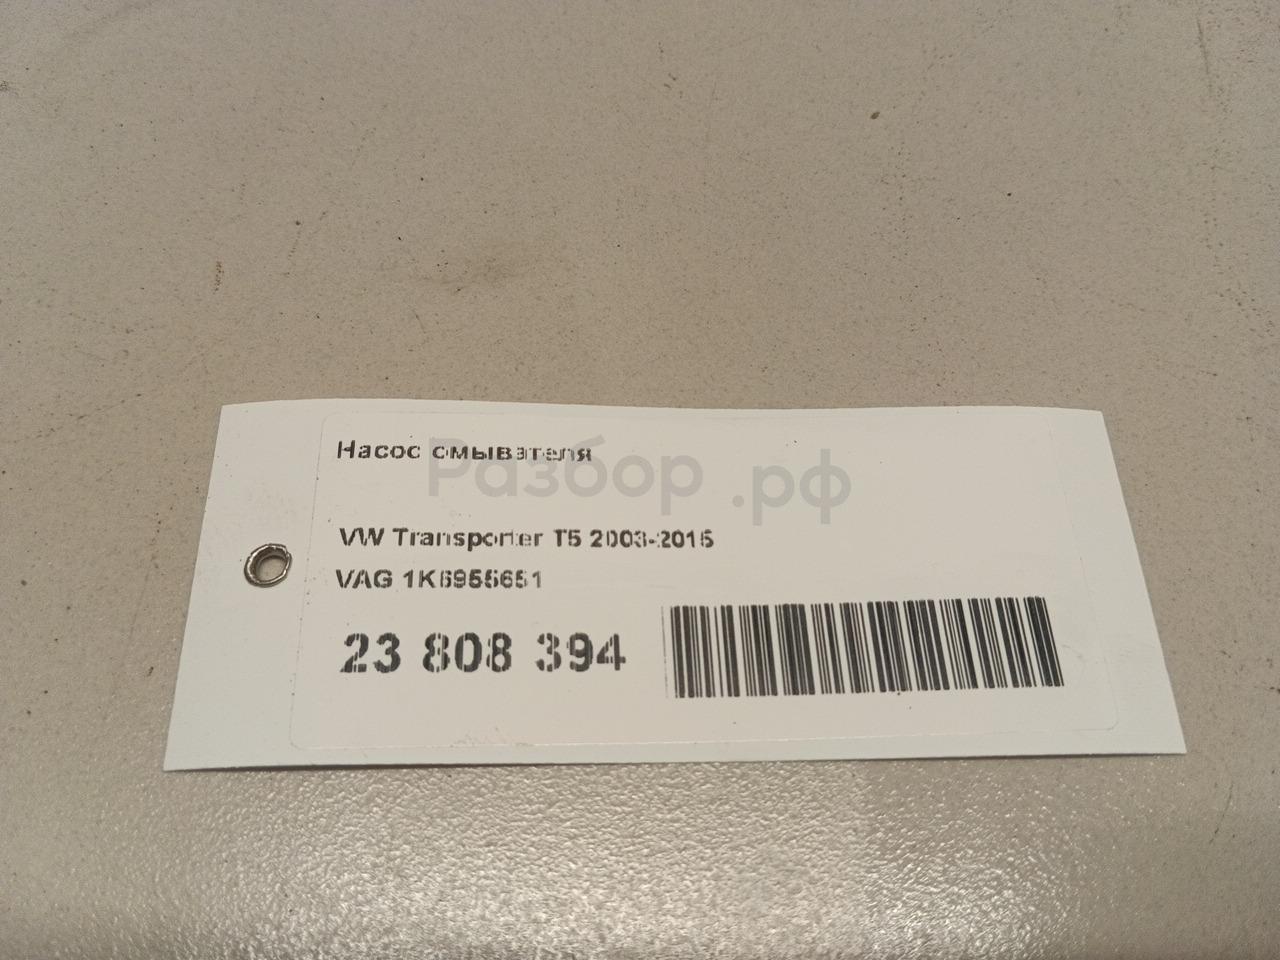 Насос омывателя
Разбор.рф
VW Transporter T5 2003-2015
VAG 1K6955651
23 808 394